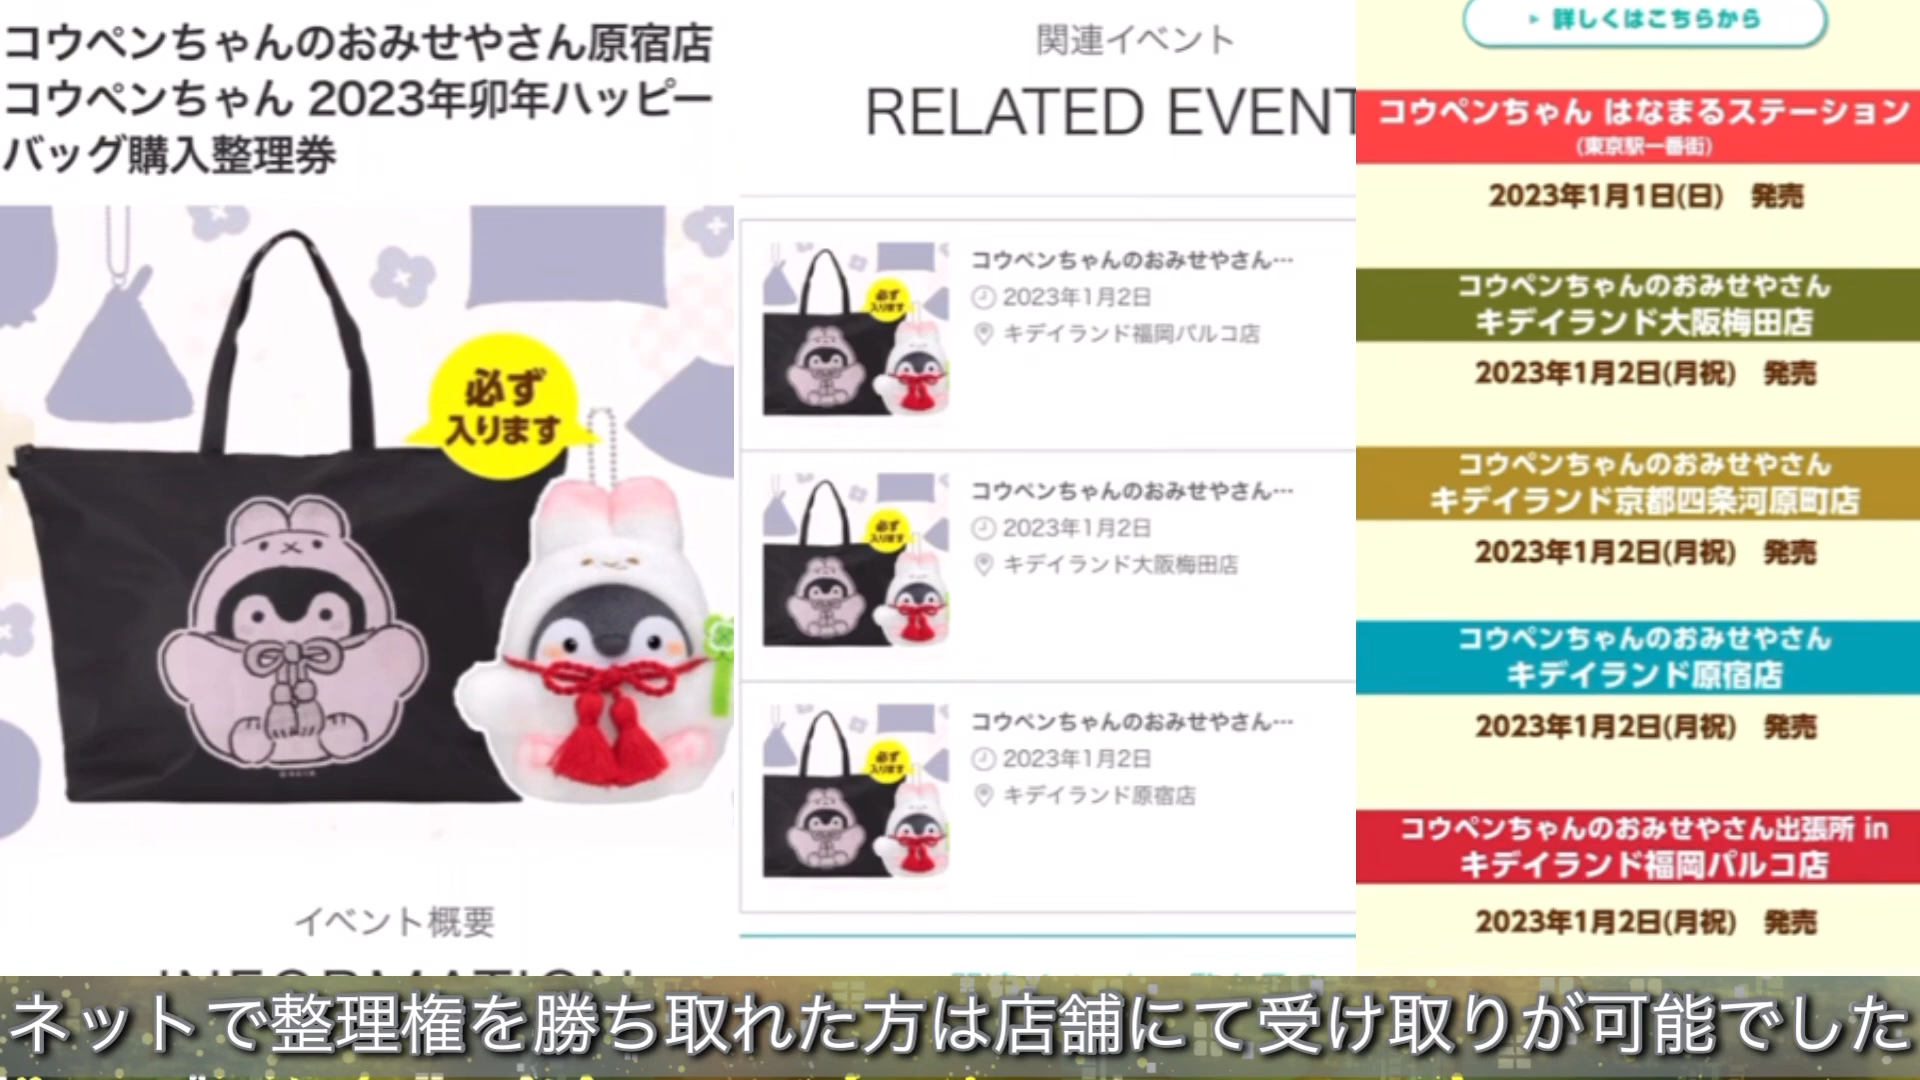 コウペンちゃんのおみせやさん原宿店
コウペンちゃん 2023年卯年ハッピー
バッグ購入整理券
必ず
入ります
イベント概要
INFORMATION
関連イベント
RELATED EVENT
コウペンちゃんのおみせやさん…
2023年1月2日
キデイランド福岡パルコ店
必ず
入ります
コウペンちゃんのおみせやさん…
2023年1月2日
キデイランド大阪梅田店
必ず
入ります
コウペンちゃんのおみせやさん…
2023年1月2日
キデイランド原宿店
必ず
入ります
詳しくはこちらから
コウペンちゃん はなまるステーション
(東京駅一番街)
2023年1月1日(日) 発売
コウペンちゃんのおみせやさん
キデイランド大阪梅田店
2023年1月2日(月祝) 発売
コウペンちゃんのおみせやさん
キデイランド京都四条河原町店
2023年1月2日(月祝) 発売
コウペンちゃんのおみせやさん
キデイランド原宿店
2023年1月2日(月祝) 発売
コウペンちゃんのおみせやさん出張所 in
キデイランド福岡パルコ店
2023年1月2日(月祝) 発売
ネットで整理権を勝ち取れた方は店舗にて受け取りが可能でした